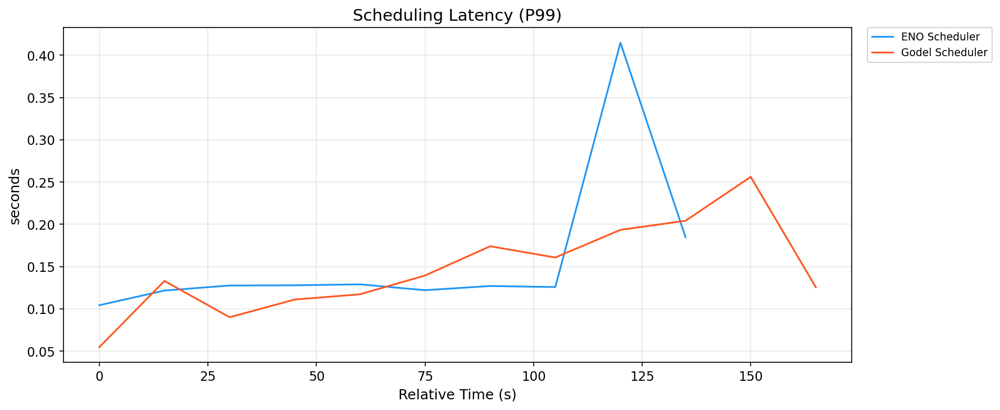 Scheduling Latency (P99)
ENO Scheduler
Godel Scheduler
0.40
0.35
0.30
0.25
0.20
0.15
0.10
0.05
seconds
0 25 50 75 100 125 150
Relative Time (s)